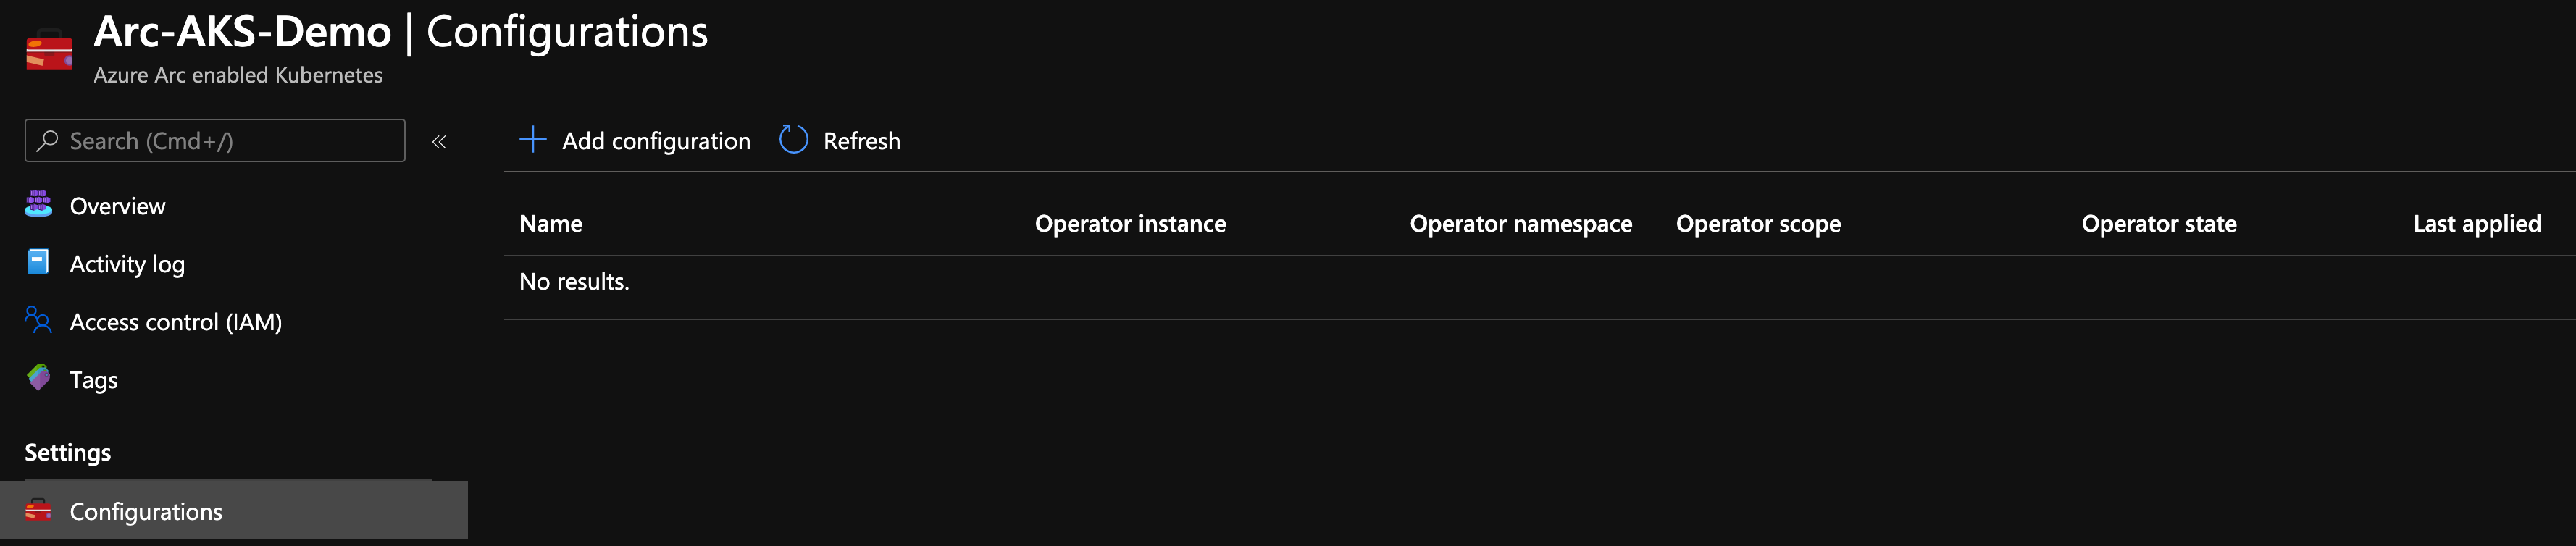 Arc-AKS-Demo | Configurations
Azure Arc enabled Kubernetes
Search (Cmd+/)
«
Add configuration
Refresh
Overview
Activity log
Access control (IAM)
Tags
Settings
Configurations
Name Operator instance Operator namespace Operator scope Operator state Last applied
No results.